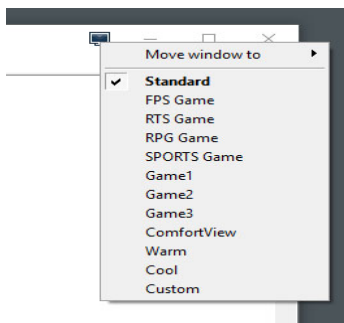 Move window to
Standard
FPS Game
RTS Game
RPG Game
SPORTS Game
Game1
Game2
Game3
ComfortView
Warm
Cool
Custom